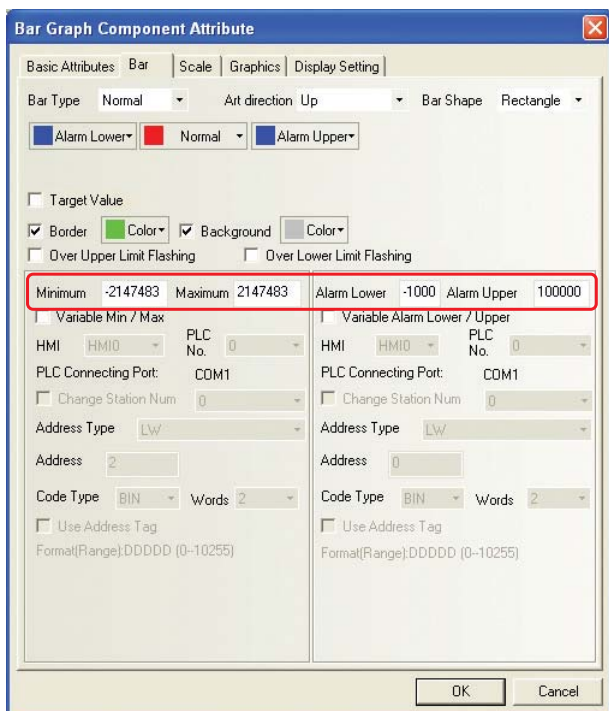 Bar Graph Component Attribute
Basic Attributes Bar Scale Graphics Display Setting
Bar Type Normal Art direction Up Bar Shape Rectangle
Alarm Lower Normal Alarm Upper
Target Value
Border Color Background Color
Over Upper Limit Flashing Over Lower Limit Flashing
Minimum -2147483 Maximum 2147483 Alarm Lower -1000 Alarm Upper 100000
Variable Min / Max Variable Alarm Lower / Upper
HMI HMI0 PLC No. 0 HMI HMI0 PLC No. 0
PLC Connecting Port: COM1 PLC Connecting Port: COM1
Change Station Num 0 Change Station Num 0
Address Type LW Address Type LW
Address 2 Address 0
Code Type BIN Words 2 Code Type BIN Words 2
Use Address Tag Use Address Tag
Format(Range):DDDDD (0--10255) Format(Range):DDDDD (0--10255)
OK Cancel